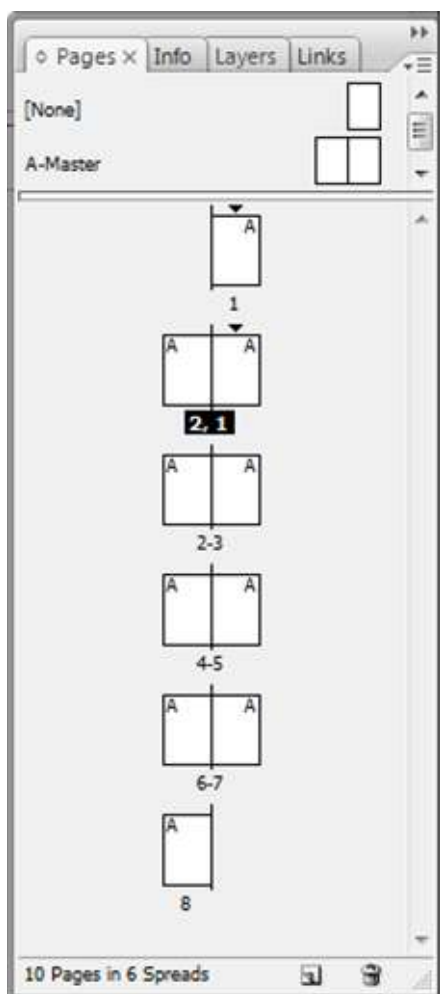 Pages × Info Layers Links
[None]
A-Master
A
1
A A
2, 1
A A
2-3
A A
4-5
A A
6-7
A
8
10 Pages in 6 Spreads